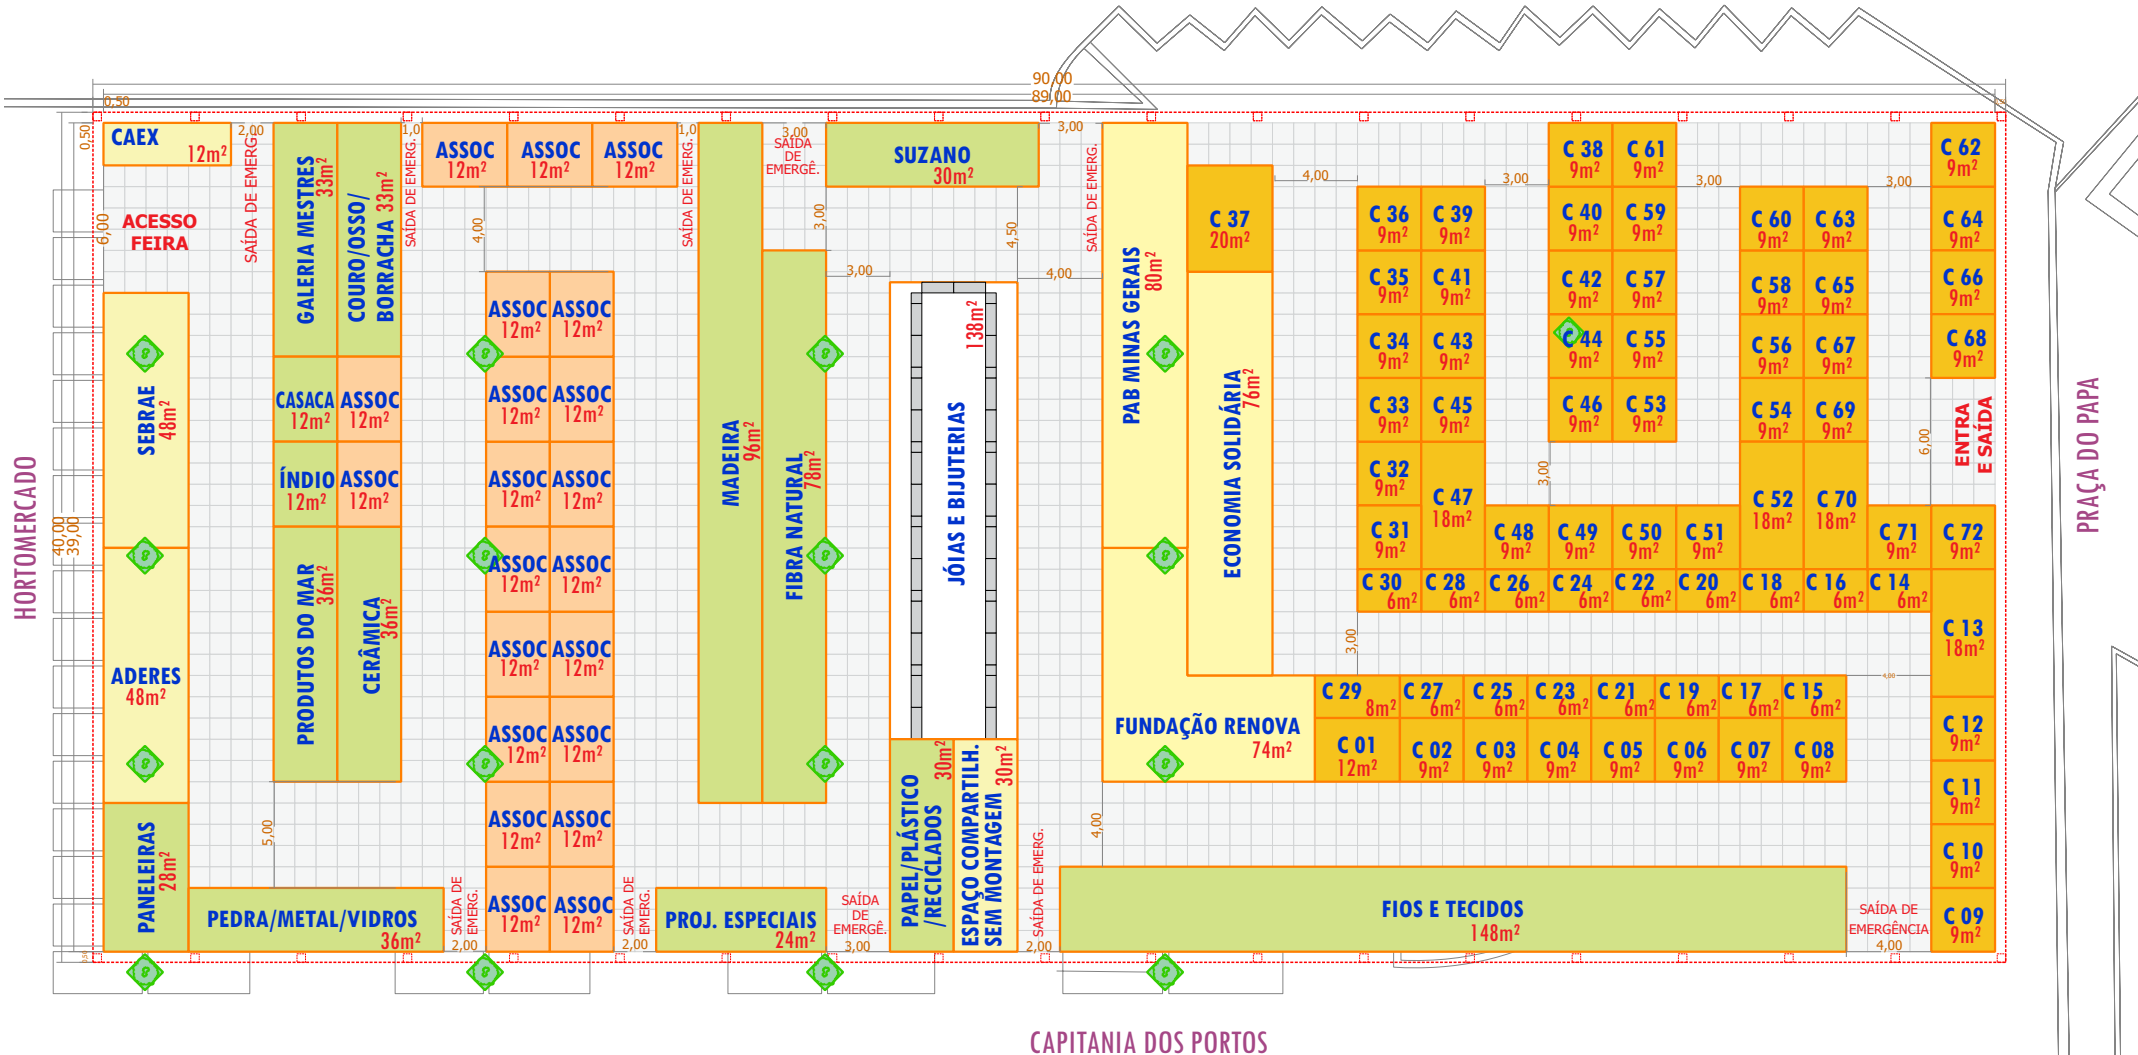 90,00
89,00
0,50
0,50
CAEX
12m²
2,00
SAÍDA DE EMERG.
ACESSO
FEIRA
6,00
GALERIA MESTRES
33m²
COURO/OSSO/
BORRACHA 33m²
1,0
SAÍDA DE EMERG.
ASSOC
12m²
ASSOC
12m²
ASSOC
12m²
4,00
1,0
SAÍDA DE EMERG.
3,00
SAÍDA
DE
EMERGÊ.
3,00
SUZANO
30m²
4,50
3,00
4,00
3,00
SAÍDA DE EMERG.
SEBRAE
48m²
ADERES
48m²
PANELEIRAS
28m²
CASACA
12m²
ASSOC
12m²
ÍNDIO
12m²
ASSOC
12m²
PRODUTOS DO MAR
36m²
CERÂMICA
36m²
5,00
PEDRA/METAL/VIDROS
36m²
SAÍDA DE
EMERG.
2,00
ASSOC
12m²
ASSOC
12m²
ASSOC
12m²
ASSOC
12m²
ASSOC
12m²
ASSOC
12m²
ASSOC
12m²
ASSOC
12m²
ASSOC
12m²
ASSOC
12m²
ASSOC
12m²
ASSOC
12m²
ASSOC
12m²
ASSOC
12m²
ASSOC
12m²
ASSOC
12m²
SAÍDA DE
EMERG.
2,00
MADEIRA
96m²
FIBRA NATURAL
78m²
PROJ. ESPECIAIS
24m²
SAÍDA
DE
EMERGÊ.
3,00
JÓIAS E BIJUTERIAS
138m²
PAPEL/PLÁSTICO
/RECICLADOS
30m²
ESPAÇO COMPARTILH.
SEM MONTAGEM
30m²
SAÍDA DE EMERG.
2,00
PAB MINAS GERAIS
80m²
ECONOMIA SOLIDÁRIA
76m²
FUNDAÇÃO RENOVA
74m²
4,00
FIOS E TECIDOS
148m²
SAÍDA DE
EMERGÊNCIA
4,00
C 37
20m²
4,00
3,00
3,00
3,00
C 38
9m²
C 61
9m²
C 62
9m²
C 36
9m²
C 39
9m²
C 40
9m²
C 59
9m²
C 60
9m²
C 63
9m²
C 64
9m²
C 35
9m²
C 41
9m²
C 42
9m²
C 57
9m²
C 58
9m²
C 65
9m²
C 66
9m²
C 34
9m²
C 43
9m²
C 44
9m²
C 55
9m²
C 56
9m²
C 67
9m²
C 68
9m²
C 33
9m²
C 45
9m²
C 46
9m²
C 53
9m²
C 54
9m²
C 69
9m²
6,00
ENTRA
E SAÍDA
C 32
9m²
C 47
18m²
3,00
C 52
18m²
C 70
18m²
C 31
9m²
C 48
9m²
C 49
9m²
C 50
9m²
C 51
9m²
C 71
9m²
C 72
9m²
C 30
6m²
C 28
6m²
C 26
6m²
C 24
6m²
C 22
6m²
C 20
6m²
C 18
6m²
C 16
6m²
C 14
6m²
C 13
18m²
3,00
4,00
C 29
8m²
C 27
6m²
C 25
6m²
C 23
6m²
C 21
6m²
C 19
6m²
C 17
6m²
C 15
6m²
C 01
12m²
C 02
9m²
C 03
9m²
C 04
9m²
C 05
9m²
C 06
9m²
C 07
9m²
C 08
9m²
C 12
9m²
C 11
9m²
C 10
9m²
C 09
9m²
HORTOMERCADO
40,00
39,00
PRAÇA DO PAPA
CAPITANIA DOS PORTOS